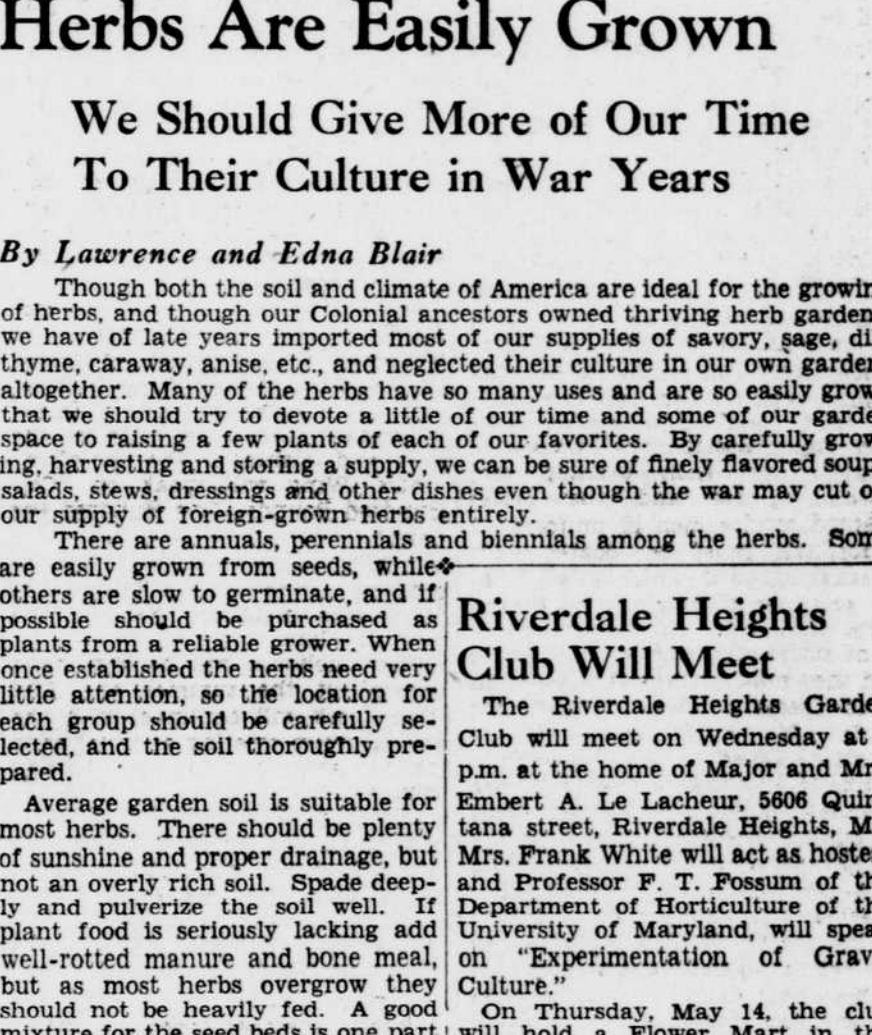 Herbs Are Easily Grown
We Should Give More of Our Time
To Their Culture in War Years
By Lawrence and Edna Blair
Though both the soil and climate of America are ideal for the
of herbs, and though our Colonial ancestors owned thriving herb
we have of late years imported most of our supplies of savory, sage,
thyme, caraway, anise, etc., and neglected their culture in our own
altogether. Many of the herbs have so many uses and are so easily
that we should try to devote a little of our time and some of our
space to raising a few plants of each of our favorites. By carefully
ing, harvesting and storing a supply, we can be sure of finely flavored
salads, stews, dressings and other dishes even though the war may cut
our supply of foreign-grown herbs entirely.
There are annuals, perennials and biennials among the herbs.
are easily grown from seeds, while
others are slow to germinate, and if
possible should be purchased as
plants from a reliable grower. When
once established the herbs need very
little attention, so the location for
each group should be carefully se-
lected, and the soil thoroughly pre-
pared.
Average garden soil is suitable for
most herbs. There should be plenty
of sunshine and proper drainage, but
not an overly rich soil. Spade deep-
ly and pulverize the soil well. If
plant food is seriously lacking add
well-rotted manure and bone meal,
but as most herbs overgrow they
should not be heavily fed. A good
mixture for the seed beds is one part
Riverdale Heights
Club Will Meet
The Riverdale Heights
Club will meet on Wednesday at
p.m. at the home of Major and
Embert A. Le Lacheur, 5606
tana street, Riverdale Heights,
Mrs. Frank White will act as
and Professor F. T. Fossum of
Department of Horticulture of
University of Maryland, will
on "Experimentation of
Culture."
On Thursday, May 14, the
will hold a Flower Mart in